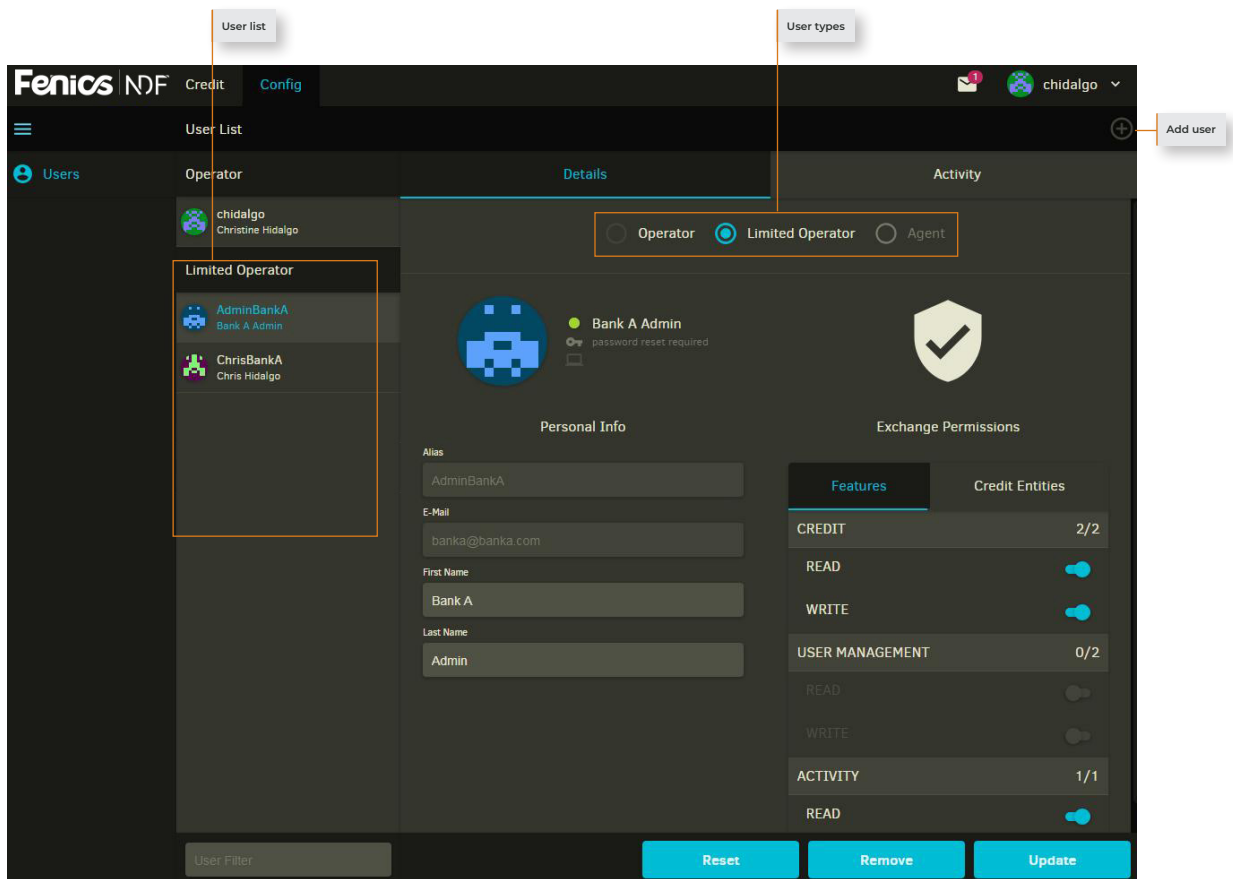 User list
User types
Fenics NDF
Credit
Config
1
chidalgo
User List
Add user
Users
Operator
Details
Activity
chidalgo
Christine Hidalgo
Operator
Limited Operator
Agent
Limited Operator
AdminBankA
Bank A Admin
ChrisBankA
Chris Hidalgo
Bank A Admin
password reset required
Personal Info
Alias
AdminBankA
E-Mail
banka@banka.com
First Name
Bank A
Last Name
Admin
Exchange Permissions
Features
Credit Entities
CREDIT 2/2
READ
WRITE
USER MANAGEMENT 0/2
READ
WRITE
ACTIVITY 1/1
READ
User Filter
Reset
Remove
Update